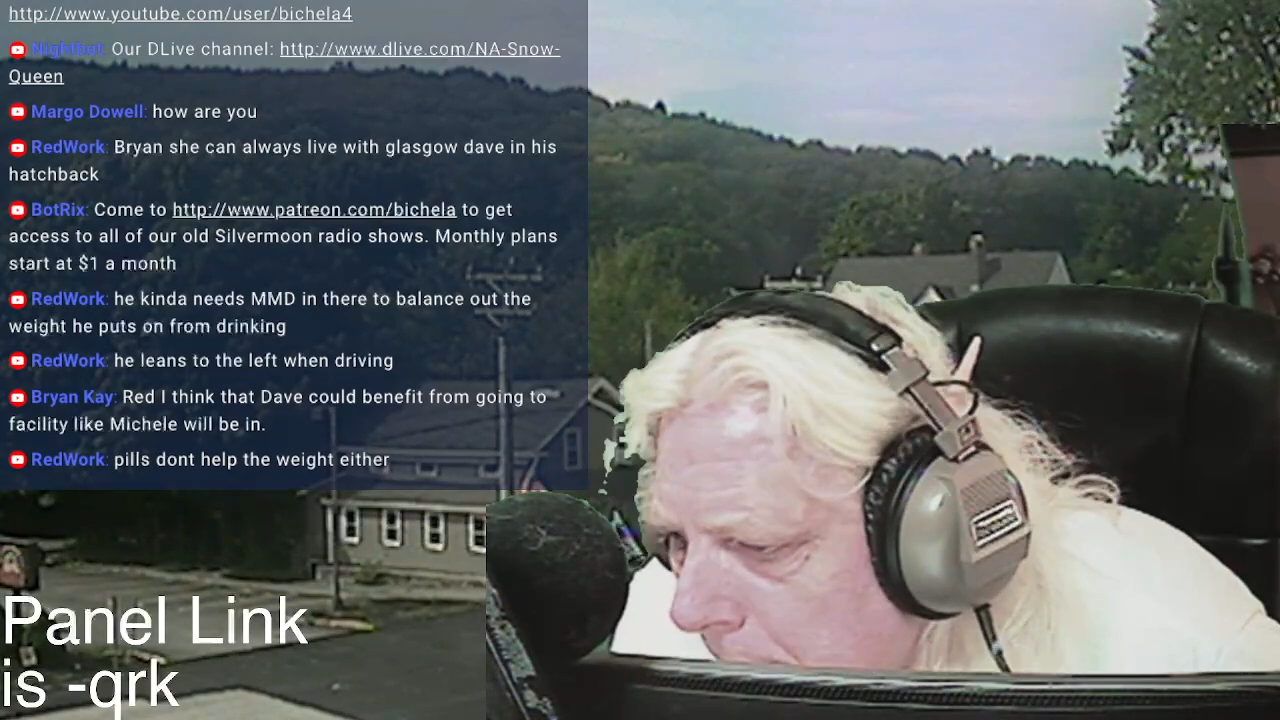 http://www.youtube.com/user/bichela4
Nightbot: Our DLive channel: http://www.dlive.com/NA-Snow-
Queen
Margo Dowell: how are you
RedWork: Bryan she can always live with glasgow dave in his
hatchback
BotRix: Come to http://www.patreon.com/bichela to get
access to all of our old Silvermoon radio shows. Monthly plans
start at $1 a month
RedWork: he kinda needs MMD in there to balance out the
weight he puts on from drinking
RedWork: he leans to the left when driving
Bryan Kay: Red I think that Dave could benefit from going to
facility like Michele will be in.
RedWork: pills dont help the weight either
Panel Link
is -qrk